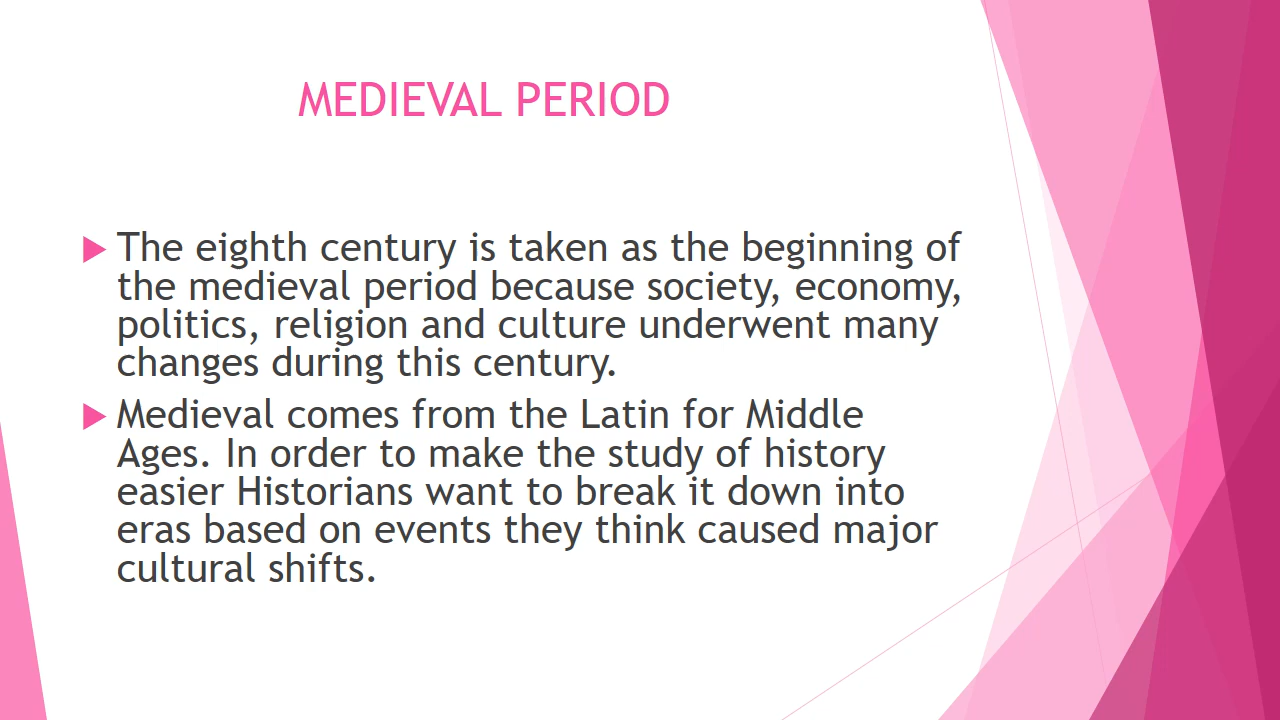 MEDIEVAL PERIOD
The eighth century is taken as the beginning of
the medieval period because society, economy,
politics, religion and culture underwent many
changes during this century.
Medieval comes from the Latin for Middle
Ages. In order to make the study of history
easier Historians want to break it down into
eras based on events they think caused major
cultural shifts.